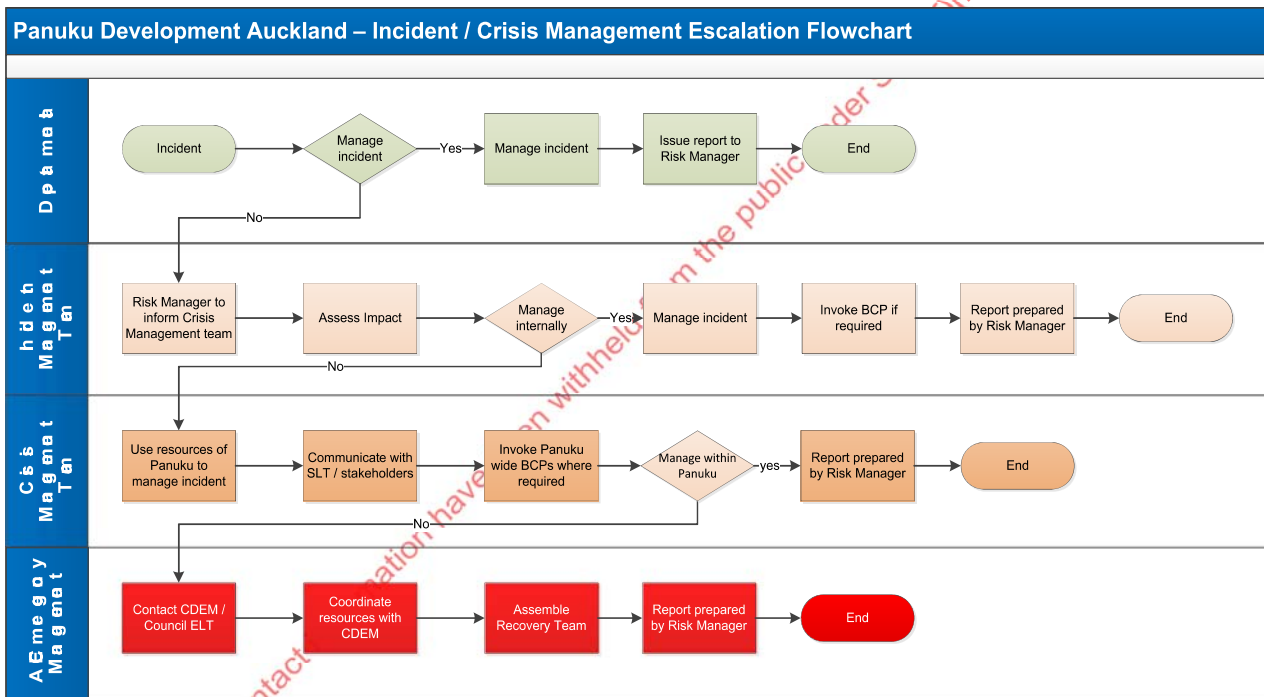 Panuku Development Auckland – Incident / Crisis Management Escalation Flowchart
Incident
Manage
incident
Yes
Manage incident
Issue report to
Risk Manager
End
No
Risk Manager to
inform Crisis
Management team
Assess Impact
Manage
internally
Yes
Manage incident
Invoke BCP if
required
Report prepared
by Risk Manager
End
No
Use resources of
Panuku to
manage incident
Communicate with
SLT / stakeholders
Invoke Panuku
wide BCPs where
required
Manage within
Panuku
yes
Report prepared
by Risk Manager
End
No
Contact CDEM /
Council ELT
Coordinate
resources with
CDEM
Assemble
Recovery Team
Report prepared
by Risk Manager
End
have
withheld
the public